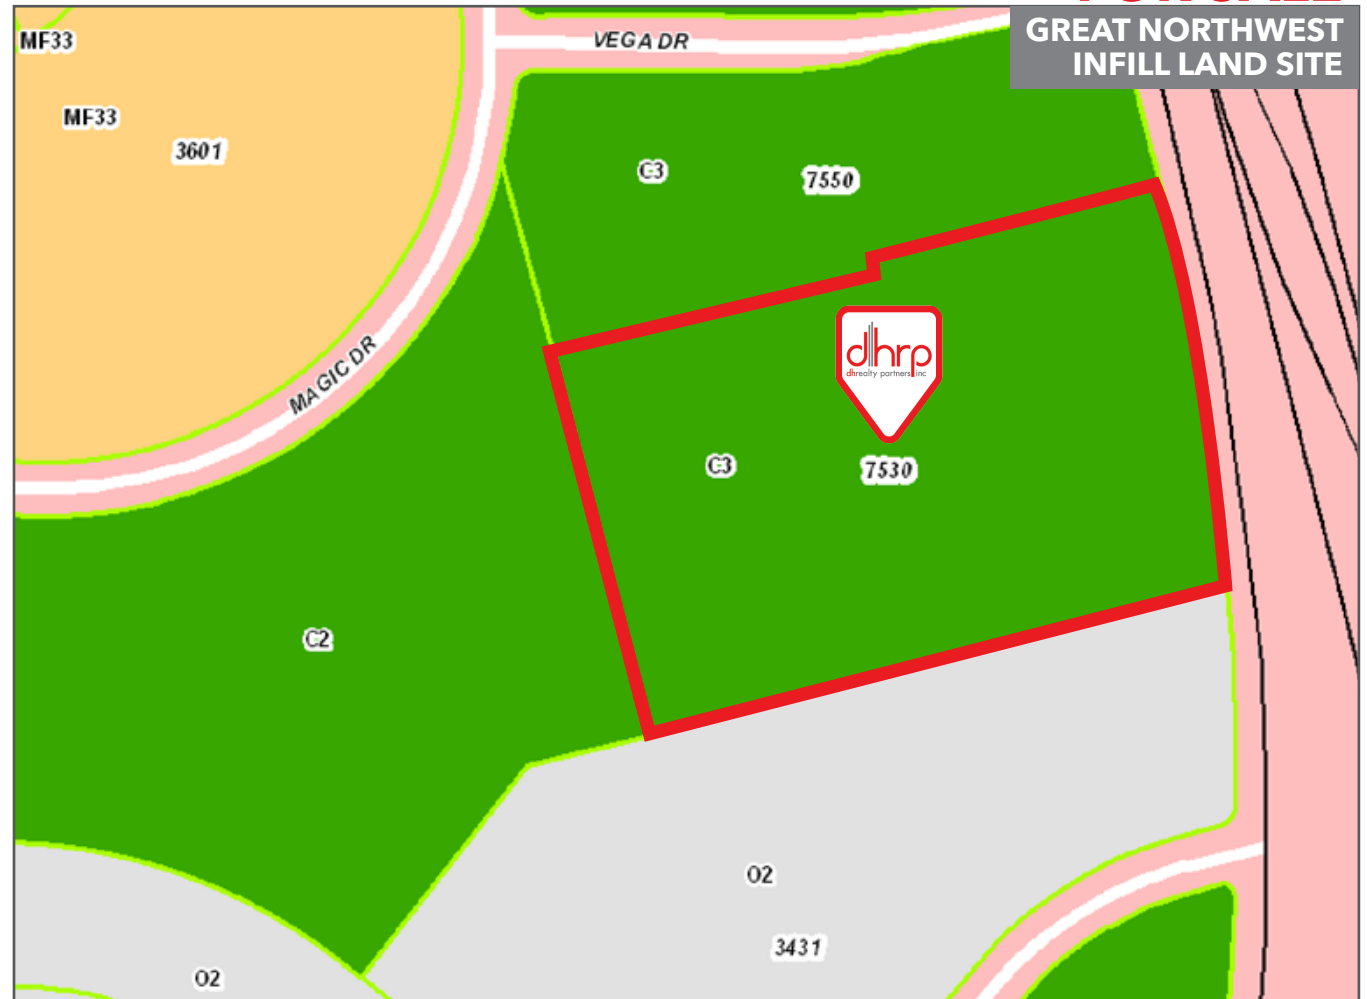 GREAT NORTHWEST
INFILL LAND SITE
MF33
VEGA DR
MF33
3601
C3
7550
MAGIC DR
dhrp
dhrealty partners inc
C3
7530
C2
O2
3431
O2